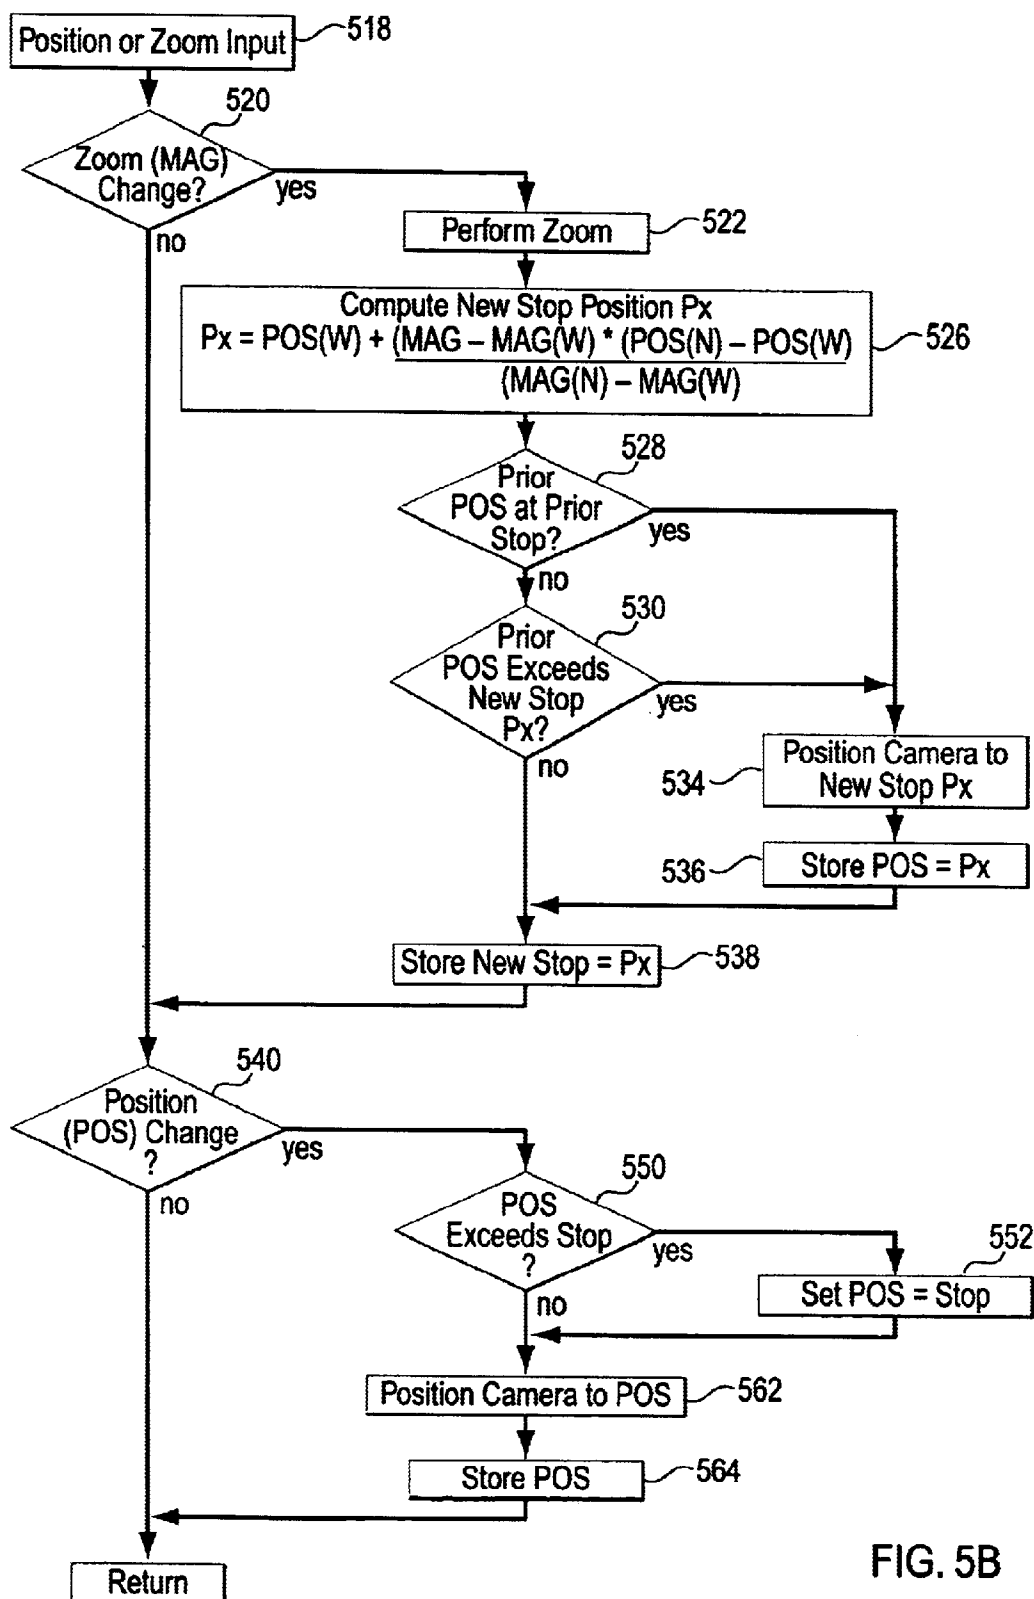 Position or Zoom Input
518
520
Zoom (MAG)
Change?
yes
no
Perform Zoom
522
Compute New Stop Position Px
Px = POS(W) + (MAG – MAG(W) * (POS(N) – POS(W)
(MAG(N) – MAG(W)
526
528
Prior
POS at Prior
Stop?
yes
no
530
Prior
POS Exceeds
New Stop
Px?
yes
no
534
Position Camera to
New Stop Px
536
Store POS = Px
Store New Stop = Px
538
540
Position
(POS) Change
?
yes
no
550
POS
Exceeds Stop
?
yes
no
552
Set POS = Stop
Position Camera to POS
562
Store POS
564
Return
FIG. 5B